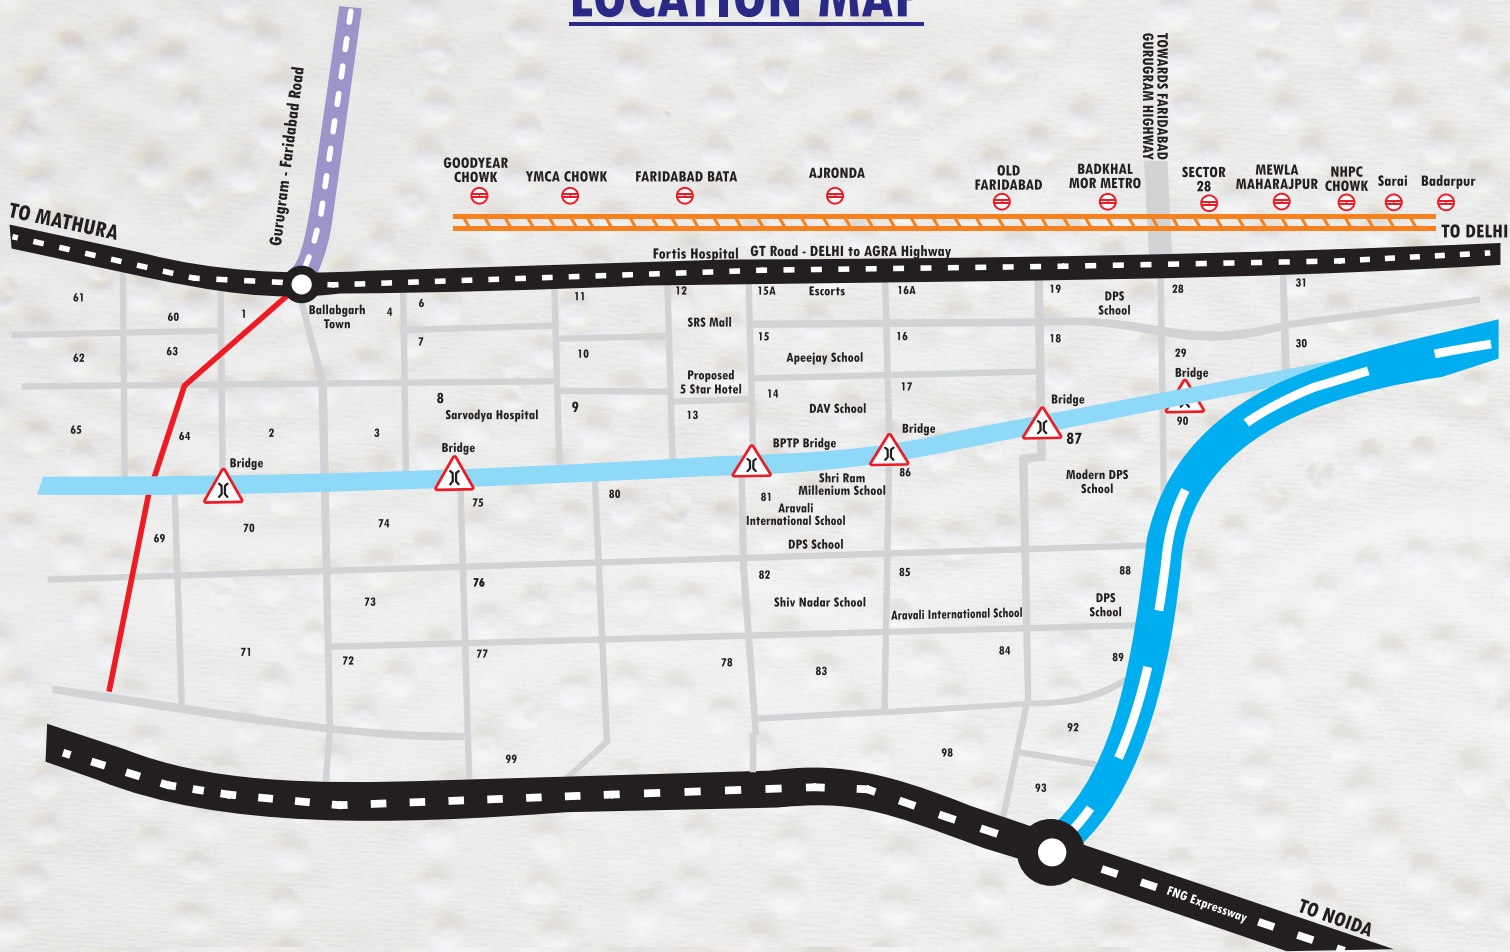 LOCATION MAP
Gurugram - Faridabad Road
TOWARDS FARIDABAD
GURUGRAM HIGHWAY
GOODYEAR
CHOWK
YMCA CHOWK
FARIDABAD BATA
AJRONDA
OLD
FARIDABAD
BADKHAL
MOR METRO
SECTOR
28
MEWLA
MAHARAJPUR
NHPC
CHOWK
Sarai
Badarpur
TO MATHURA
TO DELHI
Fortis Hospital
GT Road - DELHI to AGRA Highway
61
60
1
Ballabgarh
Town
4
6
11
12
15A
Escorts
16A
19
DPS
School
28
31
62
63
7
10
SRS Mall
15
16
18
29
30
Apeejay School
Proposed
5 Star Hotel
14
17
Bridge
90
65
64
2
3
8
Sarvodya Hospital
9
13
DAV School
Bridge
87
Bridge
Bridge
BPTP Bridge
Bridge
86
Shri Ram
Millenium School
Modern DPS
School
69
70
74
75
80
81
Aravali
International School
DPS School
73
76
82
85
88
Shiv Nadar School
Aravali International School
DPS
School
71
72
77
78
83
84
89
99
98
92
93
FNG Expressway
TO NOIDA